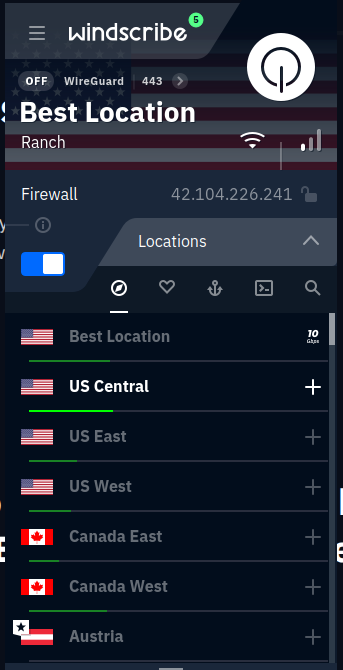 windscribe
5
OFF WireGuard 443
Best Location
Ranch
Firewall 42.104.226.241
Locations
Best Location 10 Gbps
US Central
US East
US West
Canada East
Canada West
Austria